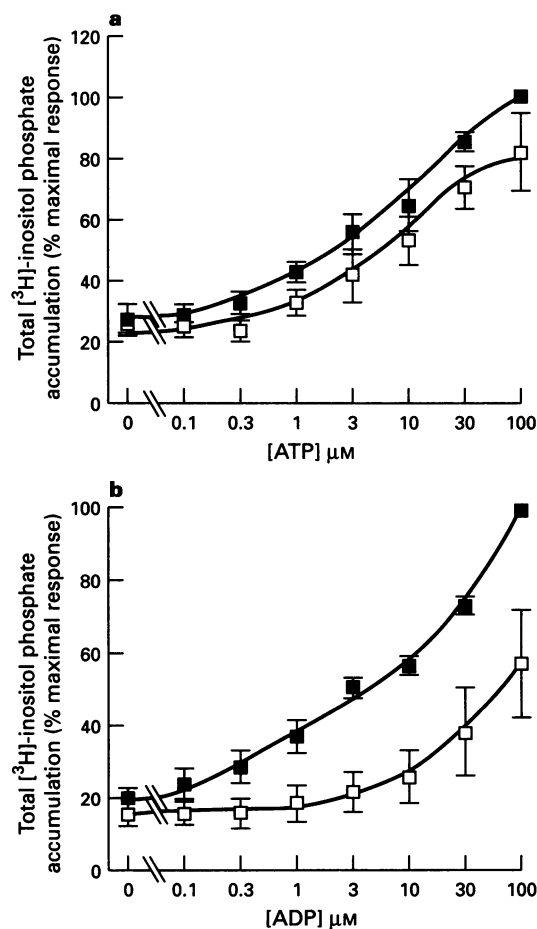 a
120
100
80
60
40
20
0
Total [³H]-inositol phosphate
accumulation (% maximal response)
0 0.1 0.3 1 3 10 30 100
[ATP] µM
b
100
80
60
40
20
0
Total [³H]-inositol phosphate
accumulation (% maximal response)
0 0.1 0.3 1 3 10 30 100
[ADP] µM